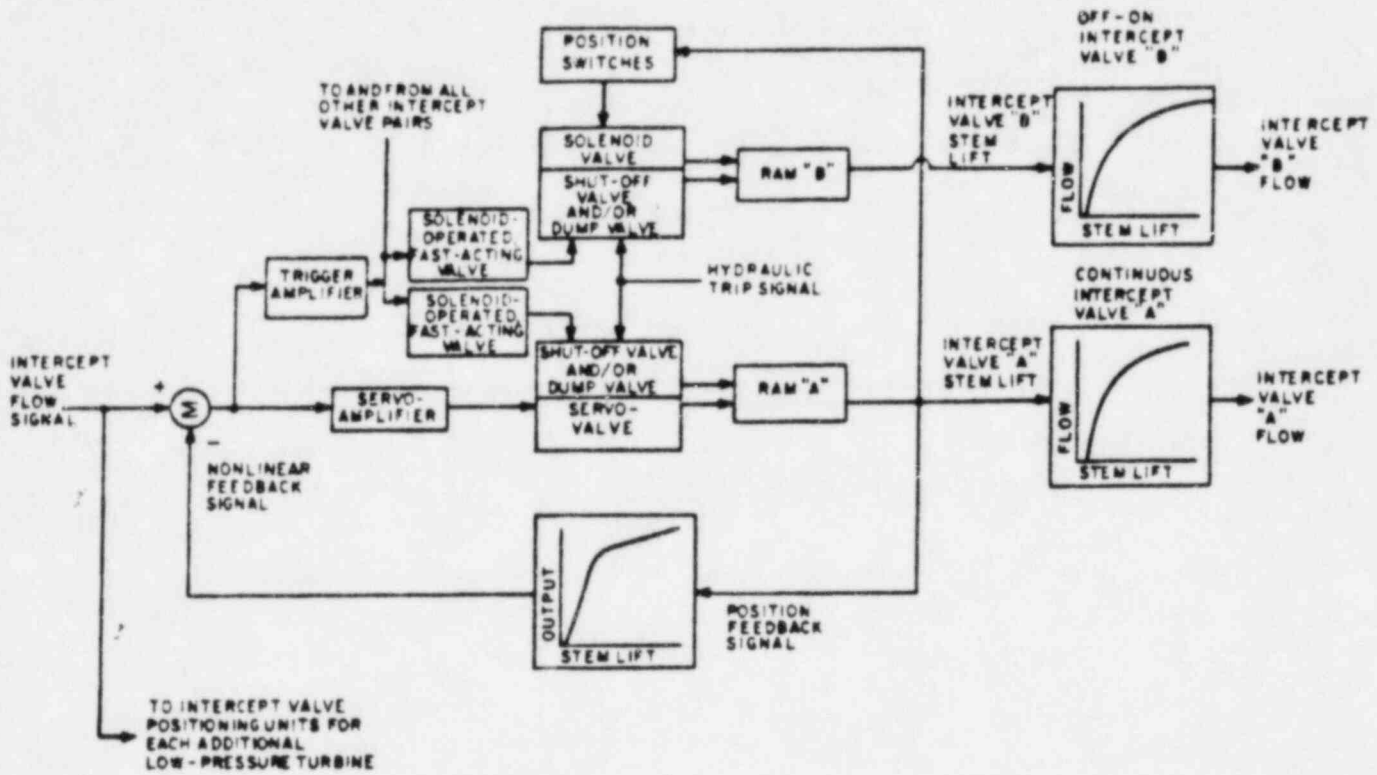 OFF-ON
INTERCEPT
VALVE "B"
POSITION
SWITCHES
TO AND FROM ALL
OTHER INTERCEPT
VALVE PAIRS
INTERCEPT
VALVE "B"
STEM
LIFT
FLOW
STEM LIFT
INTERCEPT
VALVE
"B"
FLOW
SOLENOID
VALVE
SHUT-OFF
VALVE
AND/OR
DUMP VALVE
RAM "B"
SOLENOID-
OPERATED
FAST-ACTING
VALVE
TRIGGER
AMPLIFIER
HYDRAULIC
TRIP SIGNAL
CONTINUOUS
INTERCEPT
VALVE "A"
SOLENOID-
OPERATED
FAST-ACTING
VALVE
INTERCEPT
VALVE
FLOW
SIGNAL
+
M
-
SERVO-
AMPLIFIER
SHUT-OFF VALVE
AND/OR
DUMP VALVE
SERVO-
VALVE
RAM "A"
INTERCEPT
VALVE "A"
STEM LIFT
FLOW
STEM LIFT
INTERCEPT
VALVE
"A"
FLOW
NONLINEAR
FEEDBACK
SIGNAL
OUTPUT
STEM LIFT
POSITION
FEEDBACK
SIGNAL
TO INTERCEPT VALVE
POSITIONING UNITS FOR
EACH ADDITIONAL
LOW-PRESSURE TURBINE